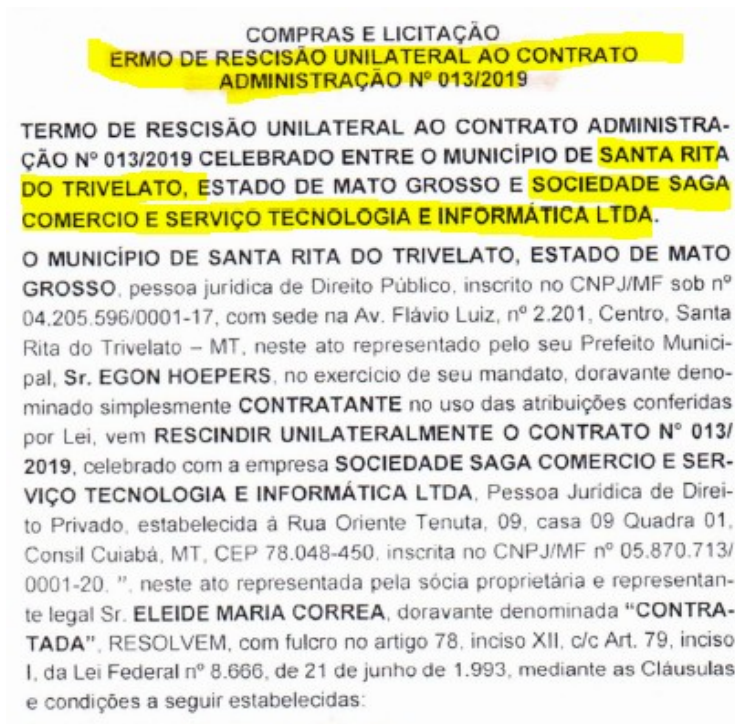 COMPRAS E LICITAÇÃO
ERMO DE RESCISÃO UNILATERAL AO CONTRATO
ADMINISTRAÇÃO Nº 013/2019
TERMO DE RESCISÃO UNILATERAL AO CONTRATO ADMINISTRA-
ÇÃO Nº 013/2019 CELEBRADO ENTRE O MUNICÍPIO DE SANTA RITA
DO TRIVELATO, ESTADO DE MATO GROSSO E SOCIEDADE SAGA
COMERCIO E SERVIÇO TECNOLOGIA E INFORMÁTICA LTDA.
O MUNICÍPIO DE SANTA RITA DO TRIVELATO, ESTADO DE MATO
GROSSO, pessoa jurídica de Direito Público, inscrito no CNPJ/MF sob nº
04.205.596/0001-17, com sede na Av. Flávio Luiz, nº 2.201, Centro, Santa
Rita do Trivelato – MT, neste ato representado pelo seu Prefeito Munici-
pal, Sr. EGON HOEPERS, no exercício de seu mandato, doravante deno-
minado simplesmente CONTRATANTE no uso das atribuições conferidas
por Lei, vem RESCINDIR UNILATERALMENTE O CONTRATO N° 013/
2019, celebrado com a empresa SOCIEDADE SAGA COMERCIO E SER-
VIÇO TECNOLOGIA E INFORMÁTICA LTDA, Pessoa Jurídica de Direi-
to Privado, estabelecida à Rua Oriente Tenuta, 09, casa 09 Quadra 01,
Consil Cuiabá, MT, CEP 78.048-450, inscrita no CNPJ/MF nº 05.870.713/
0001-20. ”, neste ato representada pela sócia proprietária e representan-
te legal Sr. ELEIDE MARIA CORREA, doravante denominada “CONTRA-
TADA”, RESOLVEM, com fulcro no artigo 78, inciso XII, c/c Art. 79, inciso
I, da Lei Federal nº 8.666, de 21 de junho de 1.993, mediante as Cláusulas
e condições a seguir estabelecidas: